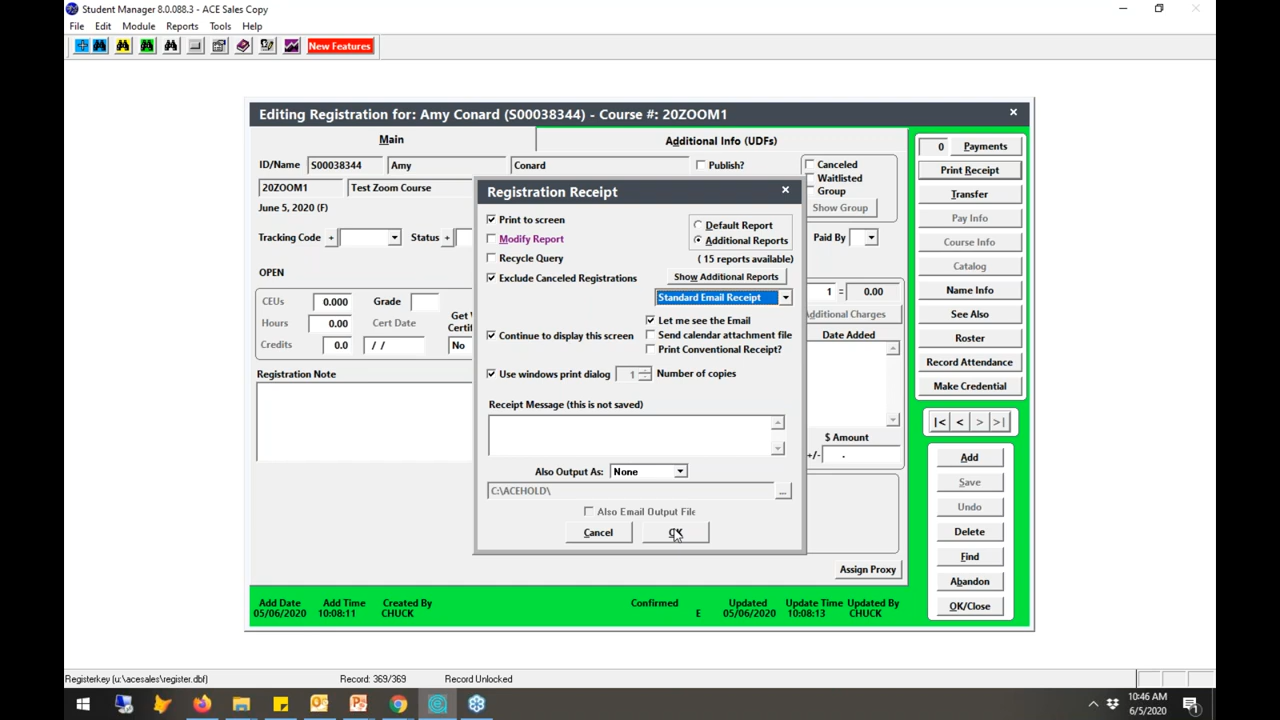 Student Manager 8.0.088.3 - ACE Sales Copy
File Edit Module Reports Tools Help
New Features
Editing Registration for: Amy Conard (S00038344) - Course #: 20ZOOM1
Main
Additional Info (UDFs)
ID/Name S00038344 Amy Conard Publish?
20ZOOM1 Test Zoom Course
June 5, 2020 (F)
Tracking Code + Status +
OPEN
CEUs 0.000 Grade
Hours 0.00 Cert Date
Credits 0.0 / / No
Registration Note
Canceled
Waitlisted
Group
Show Group
Paid By
1 = 0.00
Additional Charges
Date Added
$ Amount
+/- .
Assign Proxy
Registration Receipt
Print to screen
Modify Report
Recycle Query
Exclude Canceled Registrations
Default Report
Additional Reports
( 15 reports available)
Show Additional Reports
Standard Email Receipt
Let me see the Email
Continue to display this screen
Send calendar attachment file
Print Conventional Receipt?
Use windows print dialog 1 Number of copies
Receipt Message (this is not saved)
Also Output As: None
C:\ACEHOLD\ ...
Also Email Output File
Cancel OK
0 Payments
Print Receipt
Transfer
Pay Info
Course Info
Catalog
Name Info
See Also
Roster
Record Attendance
Make Credential
|< < > >|
Add
Save
Undo
Delete
Find
Abandon
OK/Close
Add Date Add Time Created By Confirmed Updated Update Time Updated By
05/06/2020 10:08:11 CHUCK E 05/06/2020 10:08:13 CHUCK
Registerkey (u:\acesales\register.dbf) Record: 369/369 Record Unlocked
10:46 AM
6/5/2020
1